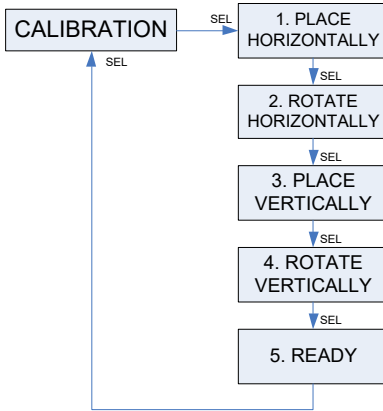 CALIBRATION
SEL
1. PLACE
HORIZONTALLY
SEL
SEL
2. ROTATE
HORIZONTALLY
SEL
3. PLACE
VERTICALLY
SEL
4. ROTATE
VERTICALLY
SEL
5. READY